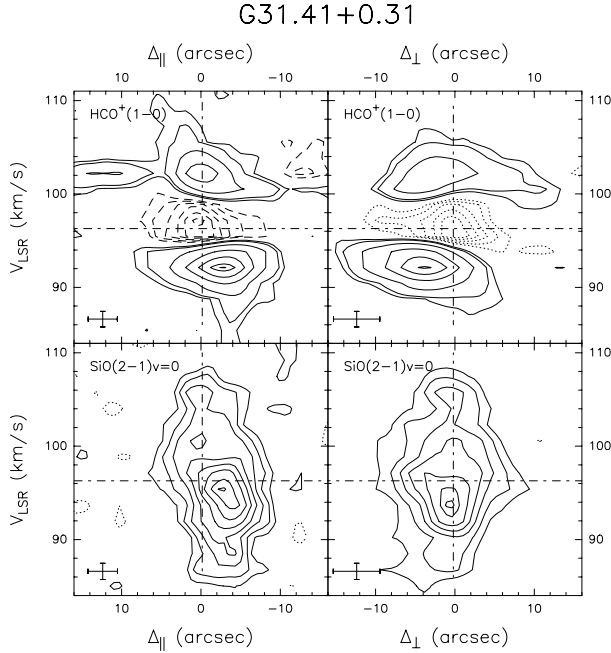 G31.41+0.31
Δ∥ (arcsec) Δ⊥ (arcsec)
10 0 −10 −10 0 10
HCO⁺(1−0) HCO⁺(1−0)
110 110
100 100
90 90
V_LSR (km/s)
SiO(2−1)v=0 SiO(2−1)v=0
110 110
100 100
90 90
V_LSR (km/s)
10 0 −10 −10 0 10
Δ∥ (arcsec) Δ⊥ (arcsec)